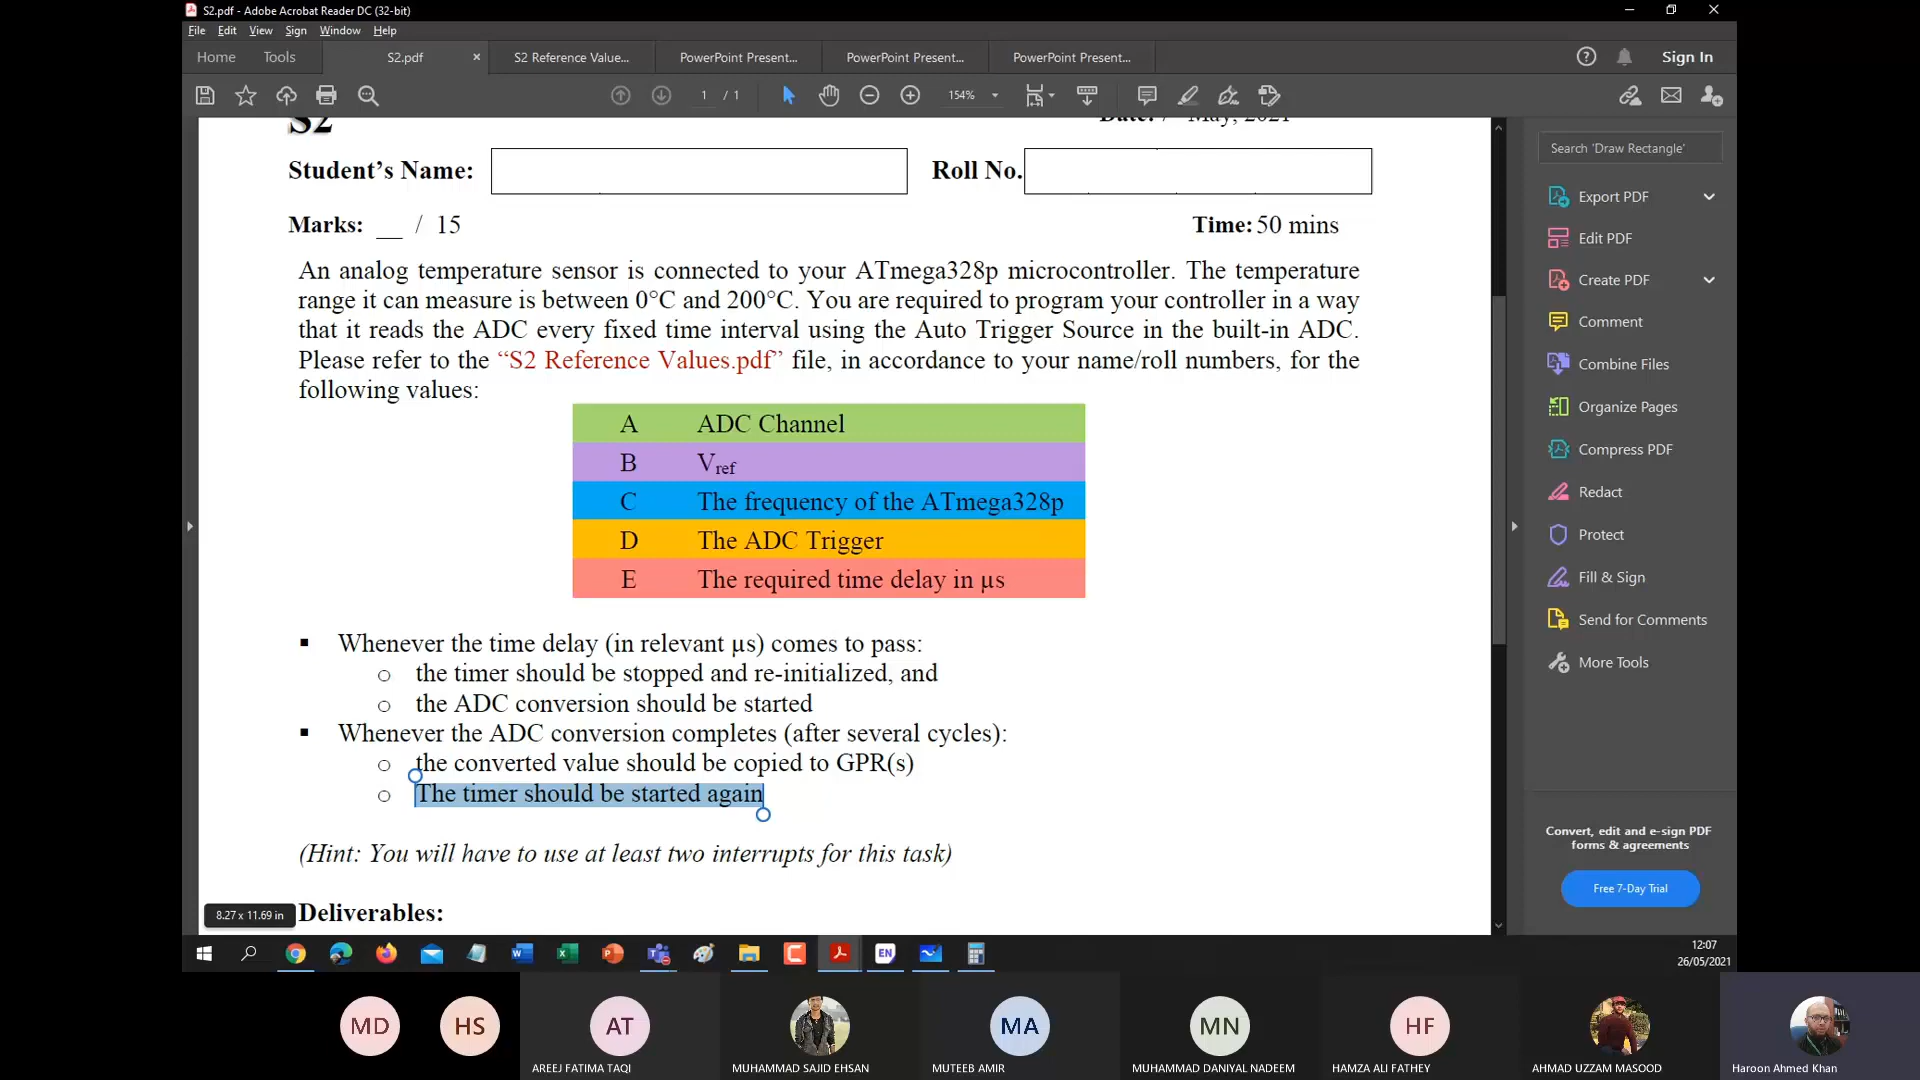 S2.pdf - Adobe Acrobat Reader DC (32-bit)
File Edit View Sign Window Help
Home Tools S2.pdf S2 Reference Value... PowerPoint Present... PowerPoint Present... PowerPoint Present... Sign In
1 / 1 154%
S2
Date: 7 May, 2021
Student's Name: Roll No.
Marks: __ / 15 Time: 50 mins
An analog temperature sensor is connected to your ATmega328p microcontroller. The temperature
range it can measure is between 0°C and 200°C. You are required to program your controller in a way
that it reads the ADC every fixed time interval using the Auto Trigger Source in the built-in ADC.
Please refer to the “S2 Reference Values.pdf” file, in accordance to your name/roll numbers, for the
following values:
A ADC Channel
B Vref
C The frequency of the ATmega328p
D The ADC Trigger
E The required time delay in µs
▪ Whenever the time delay (in relevant µs) comes to pass:
o the timer should be stopped and re-initialized, and
o the ADC conversion should be started
▪ Whenever the ADC conversion completes (after several cycles):
o the converted value should be copied to GPR(s)
o The timer should be started again
(Hint: You will have to use at least two interrupts for this task)
Deliverables:
8.27 x 11.69 in
Search 'Draw Rectangle'
Export PDF
Edit PDF
Create PDF
Comment
Combine Files
Organize Pages
Compress PDF
Redact
Protect
Fill & Sign
Send for Comments
More Tools
Convert, edit and e-sign PDF
forms & agreements
Free 7-Day Trial
EN
12:07
26/05/2021
MD HS AT MA MN HF
AREEJ FATIMA TAQI MUHAMMAD SAJID EHSAN MUTEEB AMIR MUHAMMAD DANIYAL NADEEM HAMZA ALI FATHEY AHMAD UZZAM MASOOD Haroon Ahmed Khan